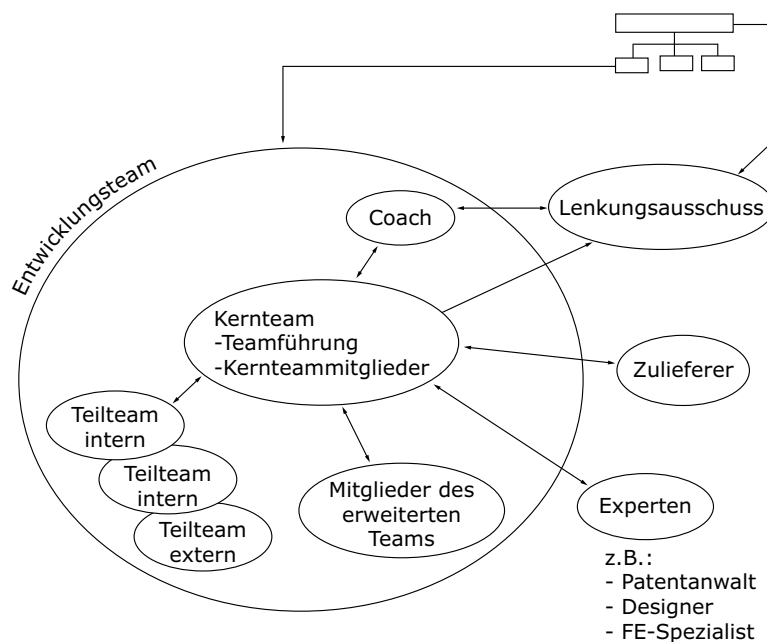 Entwicklungsteam
Coach
Lenkungsausschuss
Kernteam
-Teamführung
-Kernteammitglieder
Zulieferer
Teilteam
intern
Teilteam
intern
Teilteam
extern
Mitglieder des
erweiterten
Teams
Experten
z.B.:
- Patentanwalt
- Designer
- FE-Spezialist